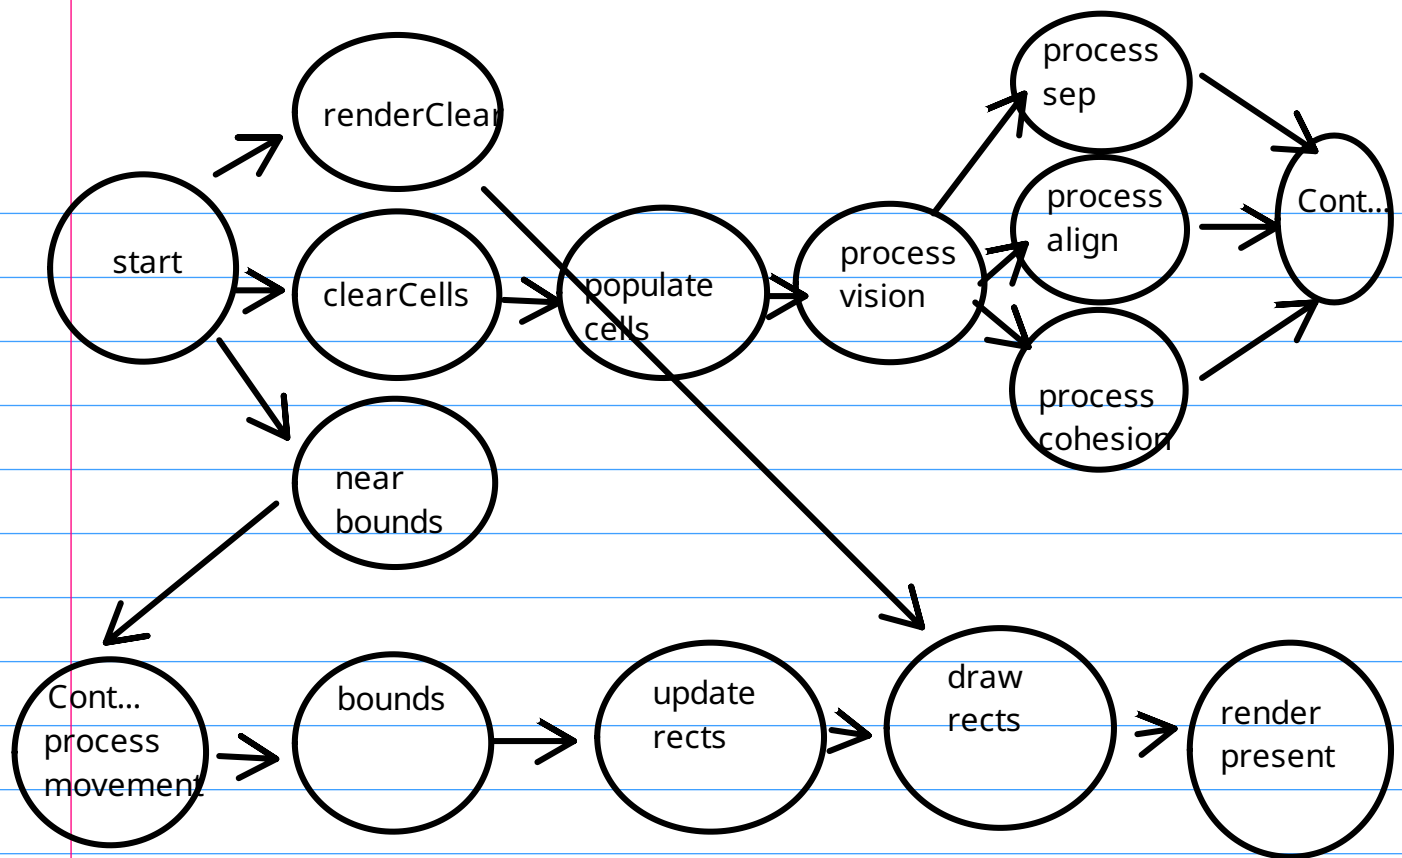 renderClear
start
clearCells
near
bounds
populate
cells
process
vision
process
sep
process
align
process
cohesion
Cont...
Cont...
process
movement
bounds
update
rects
draw
rects
render
present